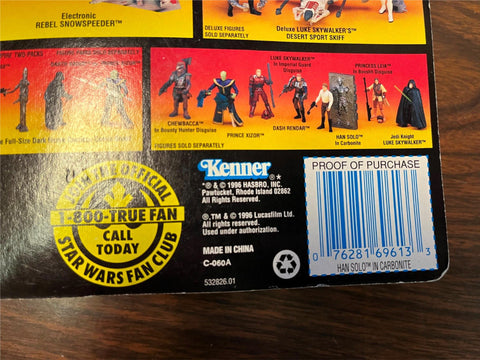 Electronic
REBEL SNOWSPEEDER™
DELUXE FIGURES
SOLD SEPARATELY
Deluxe LUKE SKYWALKER'S™
DESERT SPORT SKIFF
LUKE SKYWALKER™
In Imperial Guard
Disguise
PRINCESS LEIA™
In Boushh Disguise
CHEWBACCA™
In Bounty Hunter Disguise
PRINCE XIZOR™
DASH RENDAR™
HAN SOLO™
In Carbonite
Jedi Knight
LUKE SKYWALKER™
FIGURES SOLD SEPARATELY
OFFICIAL
1-800-TRUE FAN
CALL
TODAY
STAR WARS FAN CLUB
Kenner®
*® & © 1996 HASBRO, INC.
Pawtucket, Rhode Island 02862
All Rights Reserved.
®,™ & © 1996 Lucasfilm Ltd.
All Rights Reserved.
Used under authorization.
MADE IN CHINA
C-060A
532826.01
PROOF OF PURCHASE
0 76281 69613 3
HAN SOLO™ IN CARBONITE